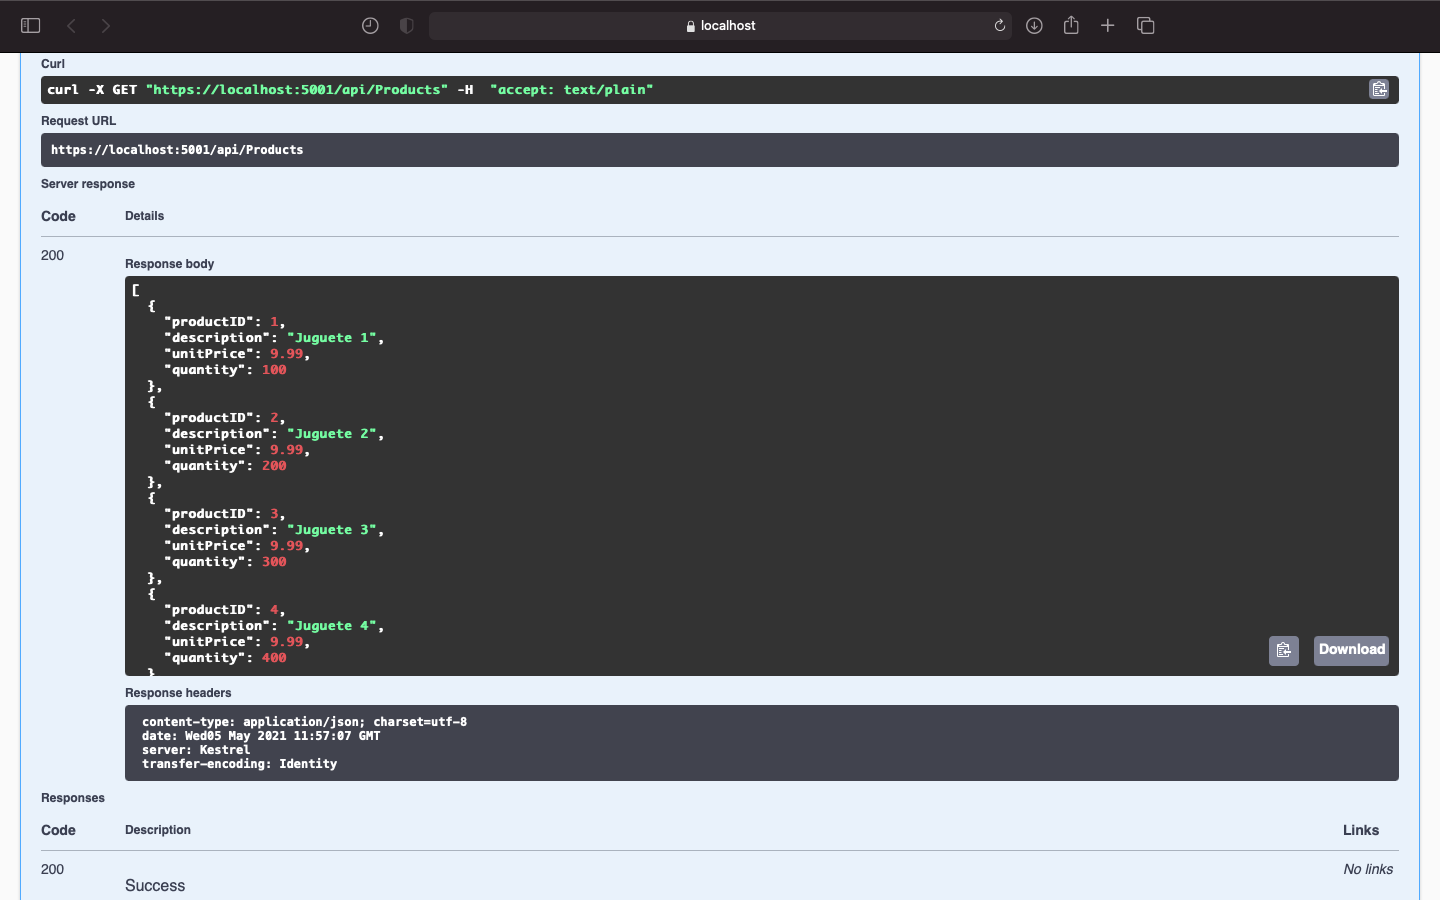 localhost
Curl
curl -X GET "https://localhost:5001/api/Products" -H  "accept: text/plain"
Request URL
https://localhost:5001/api/Products
Server response
Code Details
200
Response body
[
  {
    "productID": 1,
    "description": "Juguete 1",
    "unitPrice": 9.99,
    "quantity": 100
  },
  {
    "productID": 2,
    "description": "Juguete 2",
    "unitPrice": 9.99,
    "quantity": 200
  },
  {
    "productID": 3,
    "description": "Juguete 3",
    "unitPrice": 9.99,
    "quantity": 300
  },
  {
    "productID": 4,
    "description": "Juguete 4",
    "unitPrice": 9.99,
    "quantity": 400
  }
Download
Response headers
content-type: application/json; charset=utf-8
date: Wed05 May 2021 11:57:07 GMT
server: Kestrel
transfer-encoding: Identity
Responses
Code Description Links
200 No links
Success